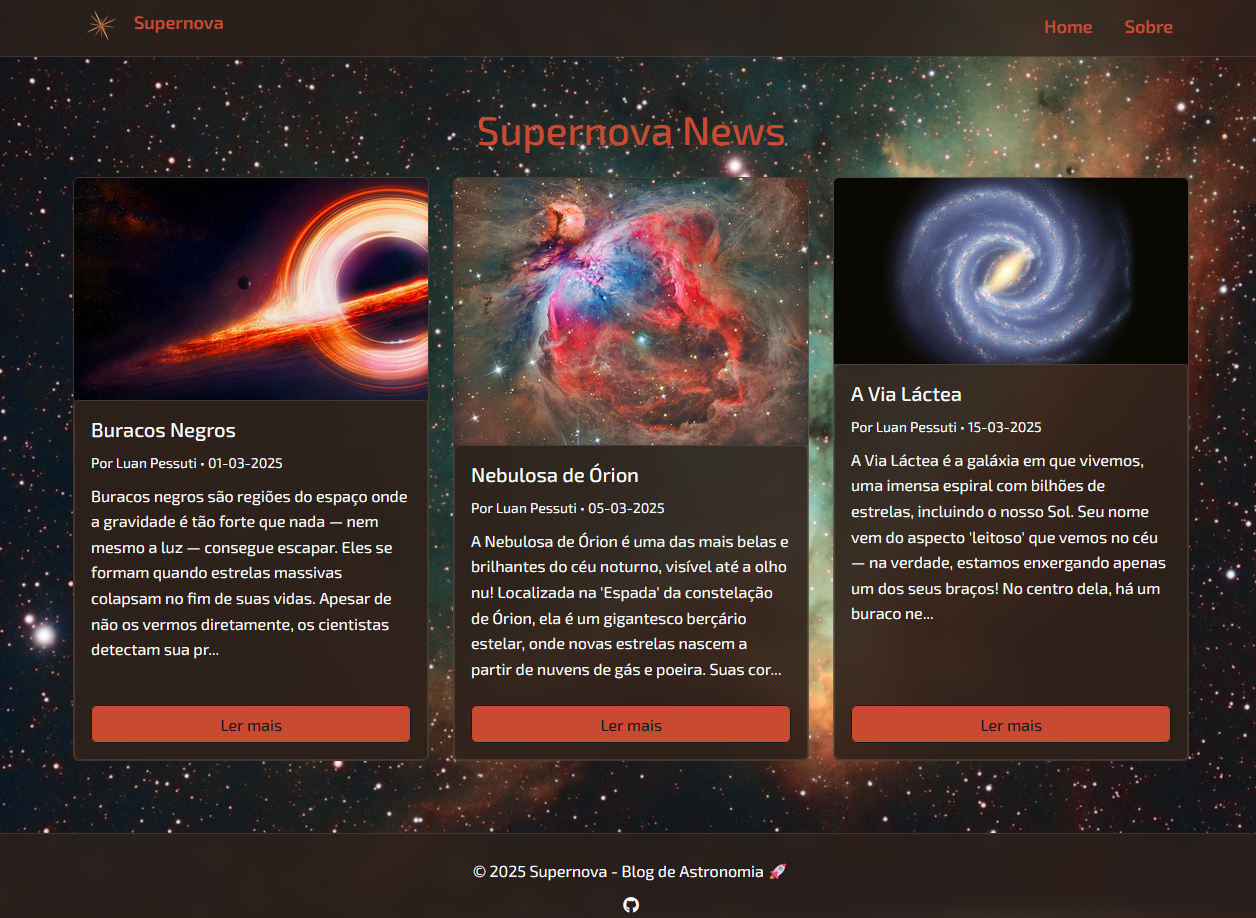 Supernova
Home
Sobre
Supernova News
Buracos Negros
Por Luan Pessuti • 01-03-2025
Buracos negros são regiões do espaço onde
a gravidade é tão forte que nada — nem
mesmo a luz — consegue escapar. Eles se
formam quando estrelas massivas
colapsam no fim de suas vidas. Apesar de
não os vermos diretamente, os cientistas
detectam sua pr...
Ler mais
Nebulosa de Órion
Por Luan Pessuti • 05-03-2025
A Nebulosa de Órion é uma das mais belas e
brilhantes do céu noturno, visível até a olho
nu! Localizada na 'Espada' da constelação
de Órion, ela é um gigantesco berçário
estelar, onde novas estrelas nascem a
partir de nuvens de gás e poeira. Suas cor...
Ler mais
A Via Láctea
Por Luan Pessuti • 15-03-2025
A Via Láctea é a galáxia em que vivemos,
uma imensa espiral com bilhões de
estrelas, incluindo o nosso Sol. Seu nome
vem do aspecto 'leitoso' que vemos no céu
— na verdade, estamos enxergando apenas
um dos seus braços! No centro dela, há um
buraco ne...
Ler mais
© 2025 Supernova - Blog de Astronomia 🚀